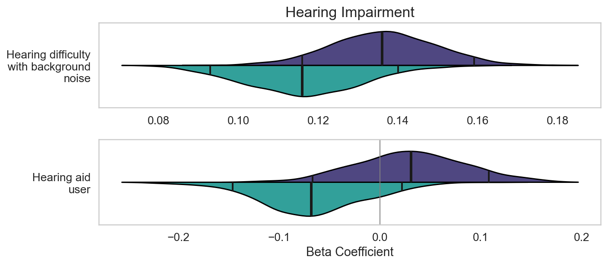 Hearing Impairment
Hearing difficulty
with background
noise
0.08 0.10 0.12 0.14 0.16 0.18
Hearing aid
user
−0.2 −0.1 0.0 0.1 0.2
Beta Coefficient